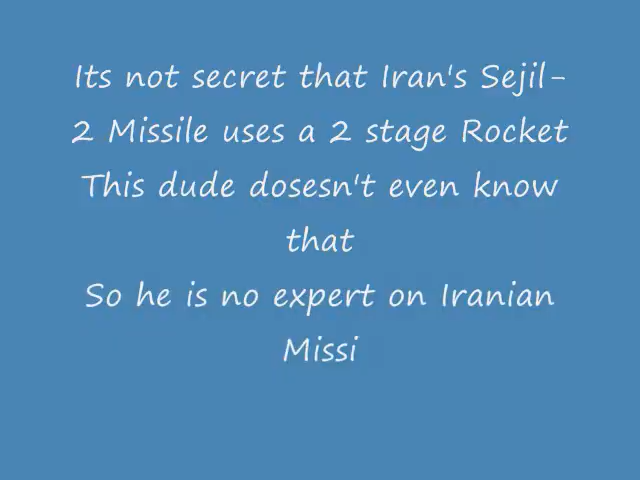 Its not secret that Iran's Sejil-
2 Missile uses a 2 stage Rocket
This dude dosesn't even know
that
So he is no expert on Iranian
Missi